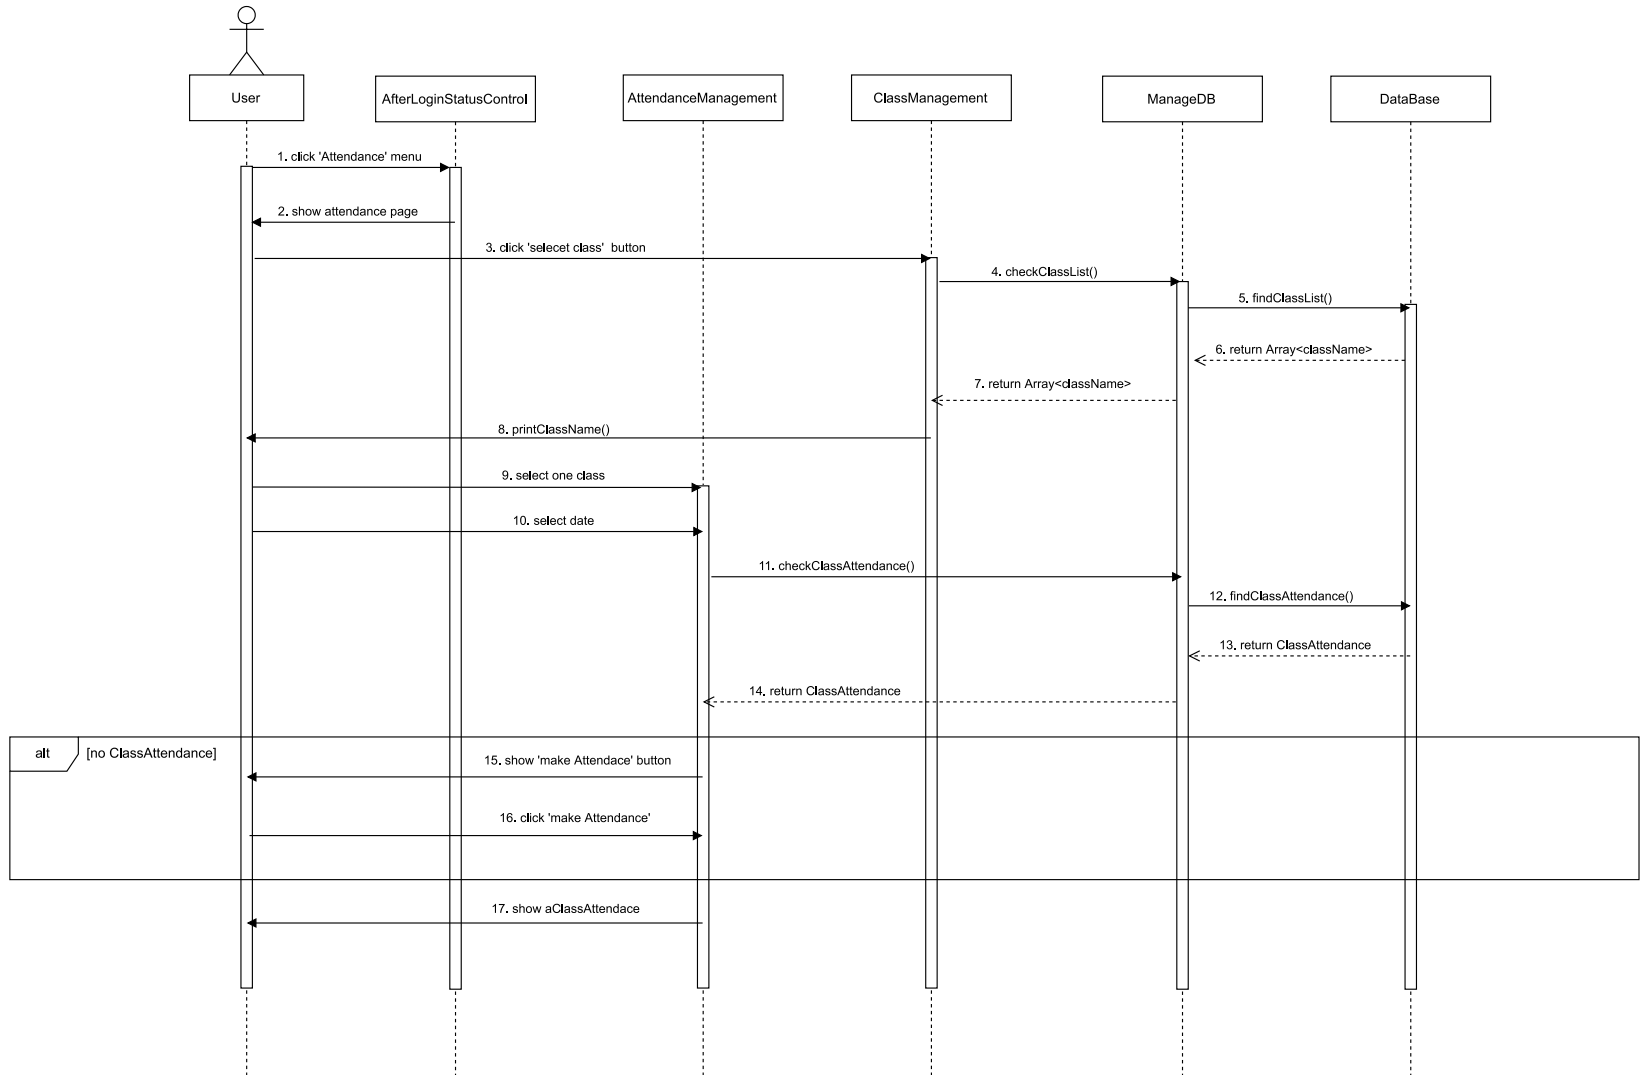 User
AfterLoginStatusControl
AttendanceManagement
ClassManagement
ManageDB
DataBase
1. click 'Attendance' menu
2. show attendance page
3. click 'selecet class'  button
4. checkClassList()
5. findClassList()
6. return Array<className>
7. return Array<className>
8. printClassName()
9. select one class
10. select date
11. checkClassAttendance()
12. findClassAttendance()
13. return ClassAttendance
14. return ClassAttendance
alt
[no ClassAttendance]
15. show 'make Attendace' button
16. click 'make Attendance'
17. show aClassAttendace